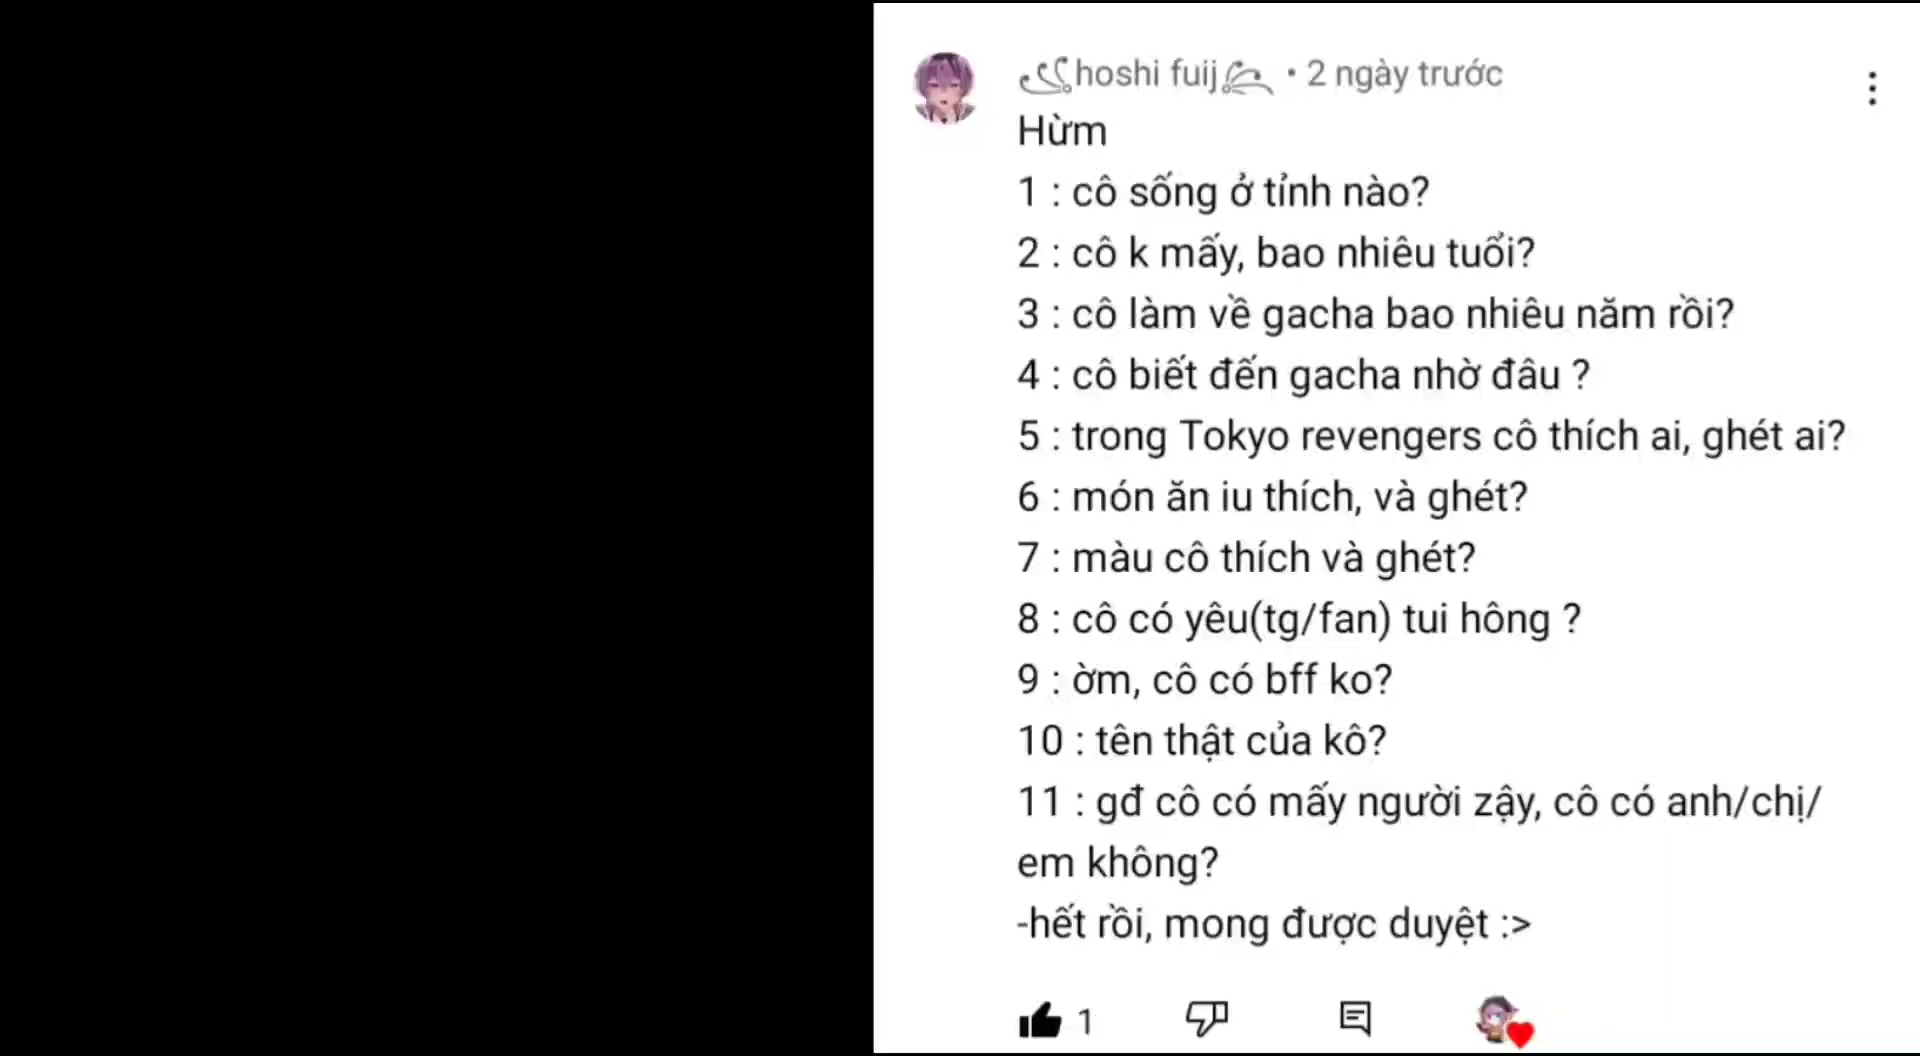 hoshi fuij • 2 ngày trước
Hừm
1 : cô sống ở tỉnh nào?
2 : cô k mấy, bao nhiêu tuổi?
3 : cô làm về gacha bao nhiêu năm rồi?
4 : cô biết đến gacha nhờ đâu ?
5 : trong Tokyo revengers cô thích ai, ghét ai?
6 : món ăn iu thích, và ghét?
7 : màu cô thích và ghét?
8 : cô có yêu(tg/fan) tui hông ?
9 : ờm, cô có bff ko?
10 : tên thật của kô?
11 : gđ cô có mấy người zậy, cô có anh/chị/
em không?
-hết rồi, mong được duyệt :>
1